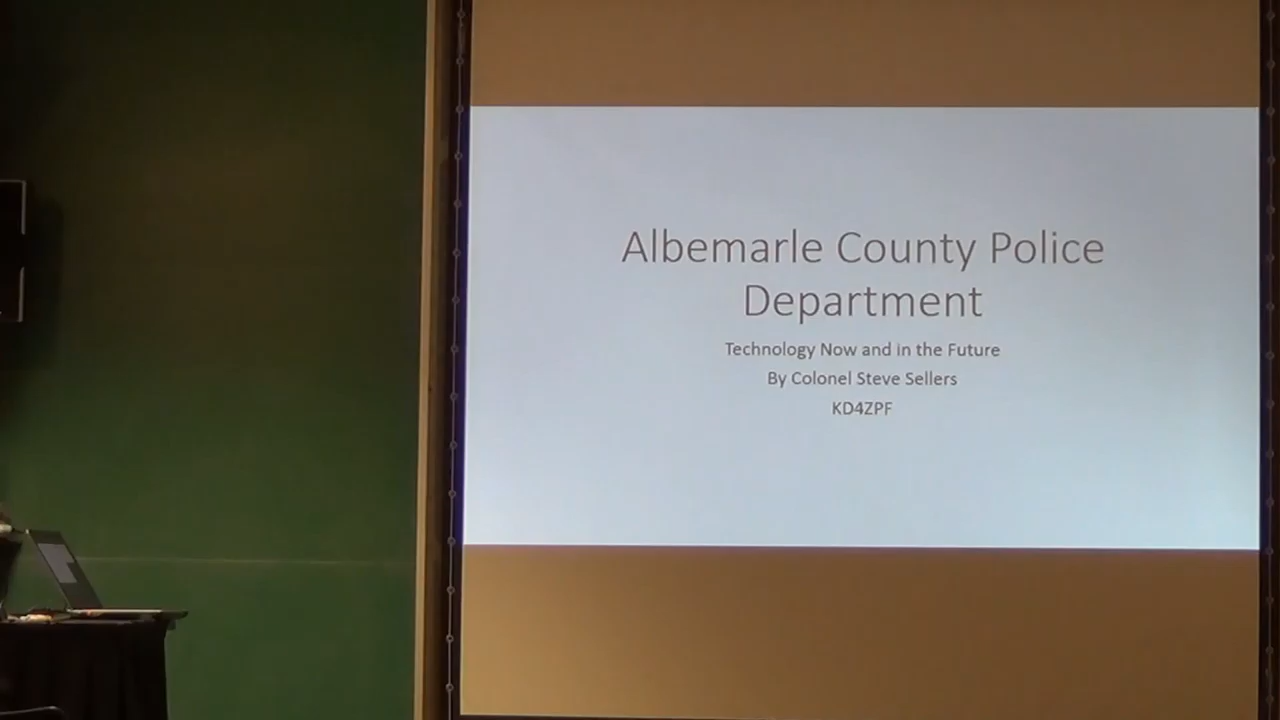 Albemarle County Police
Department
Technology Now and in the Future
By Colonel Steve Sellers
KD4ZPF